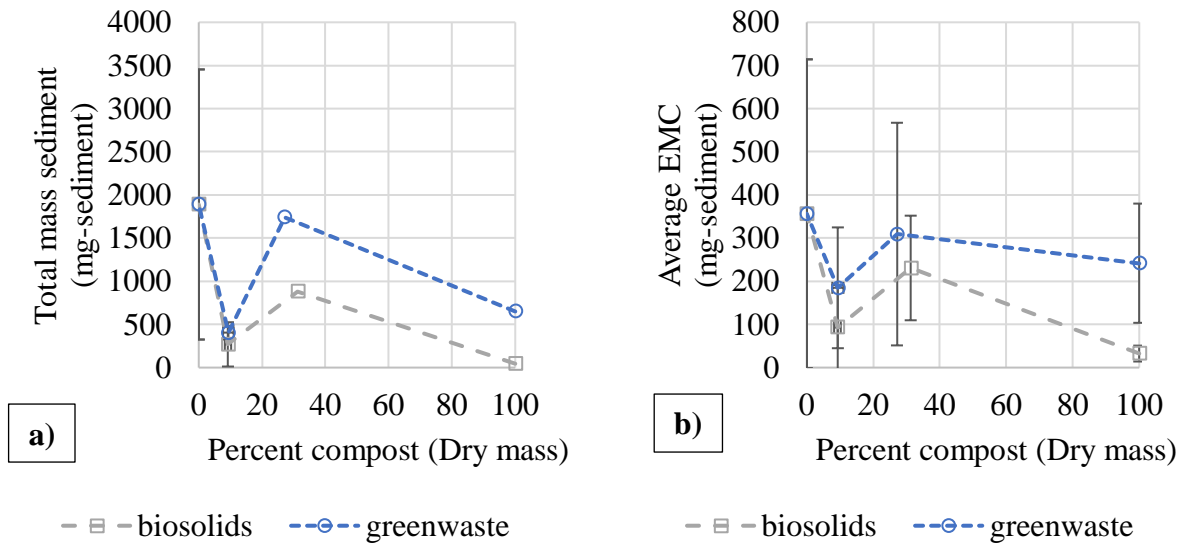 Total mass sediment
(mg-sediment)
4000
3500
3000
2500
2000
1500
1000
500
0
0 20 40 60 80 100
Percent compost (Dry mass)
a)
biosolids greenwaste
Average EMC
(mg-sediment)
800
700
600
500
400
300
200
100
0
0 20 40 60 80 100
Percent compost (Dry mass)
b)
biosolids greenwaste